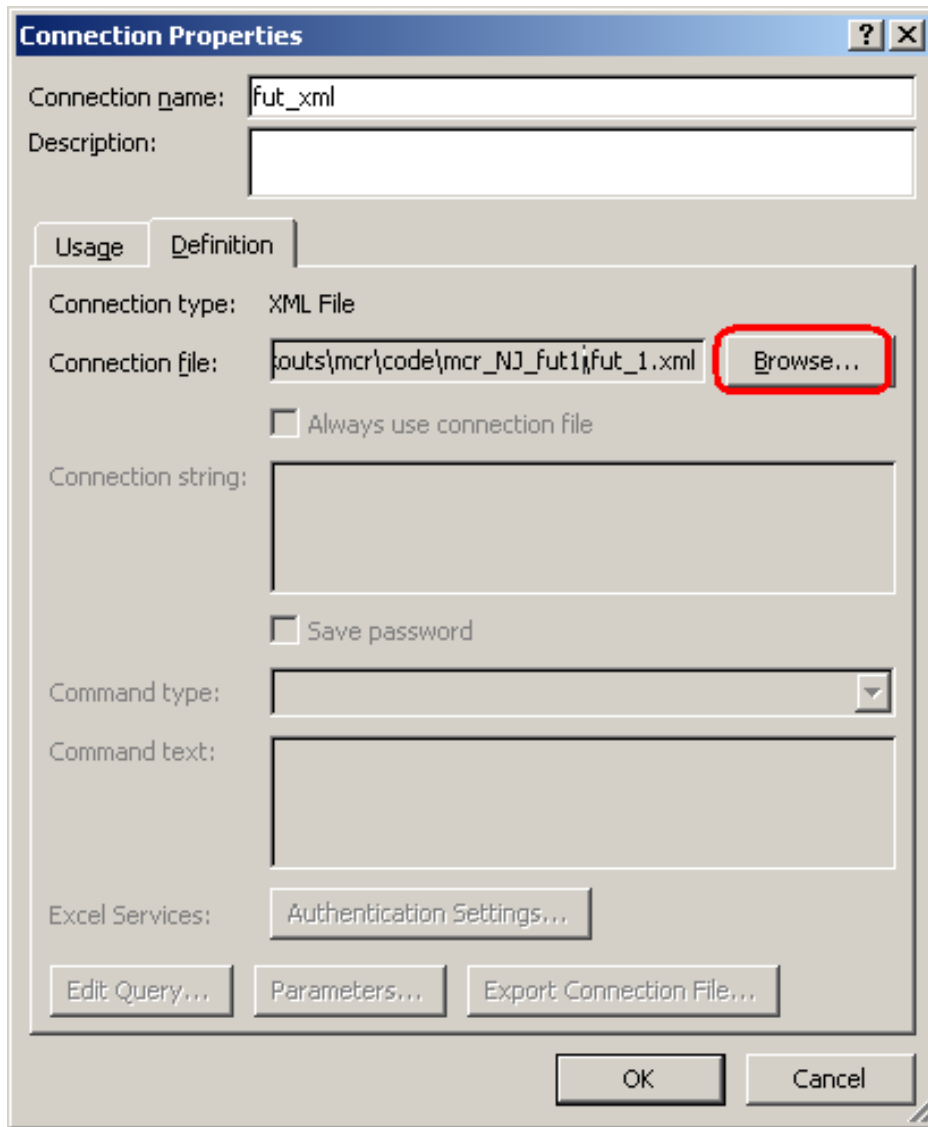 Connection Properties
Connection name: fut_xml
Description:
Usage Definition
Connection type: XML File
Connection file: outs\mcr\code\mcr_NJ_fut1\fut_1.xml Browse...
Always use connection file
Connection string:
Save password
Command type:
Command text:
Excel Services: Authentication Settings...
Edit Query... Parameters... Export Connection File...
OK Cancel